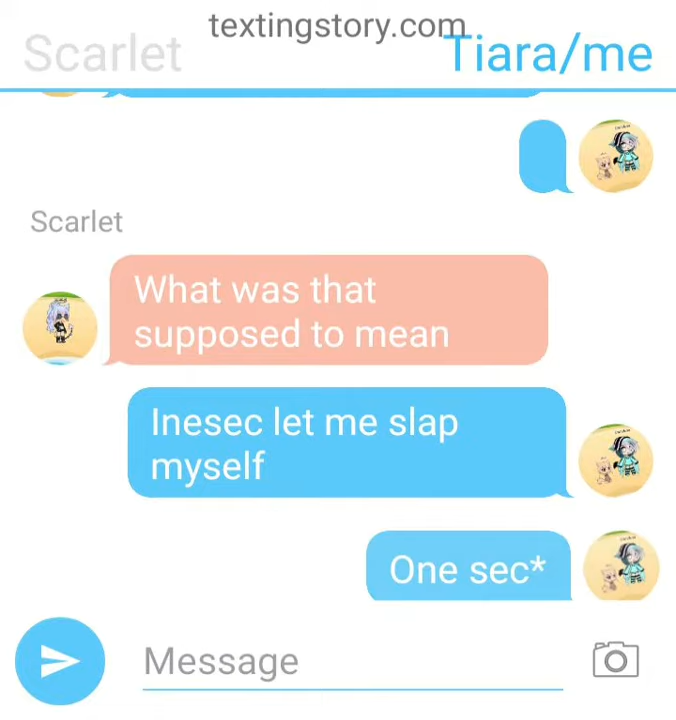 textingstory.com
Scarlet
Tiara/me
Scarlet
What was that
supposed to mean
Inesec let me slap
myself
One sec*
Message